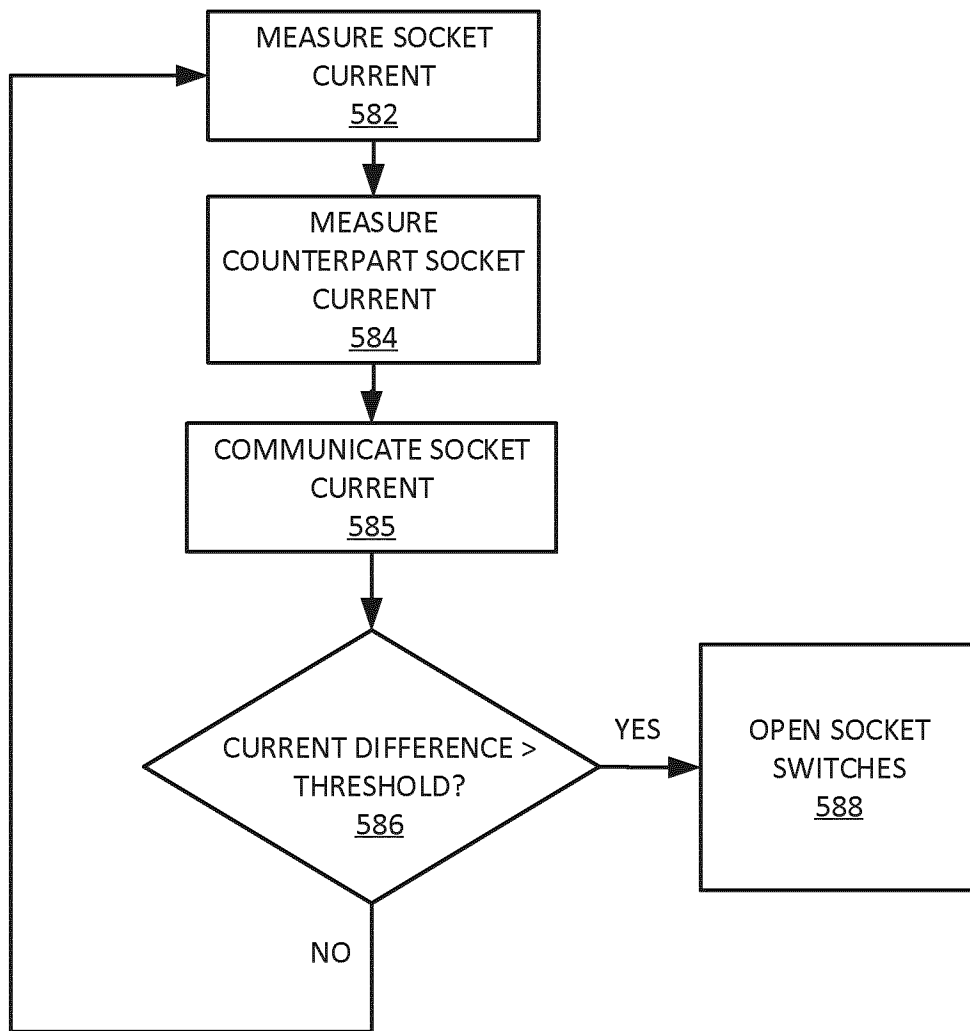 MEASURE SOCKET
CURRENT
582
MEASURE
COUNTERPART SOCKET
CURRENT
584
COMMUNICATE SOCKET
CURRENT
585
CURRENT DIFFERENCE >
THRESHOLD?
586
YES
OPEN SOCKET
SWITCHES
588
NO